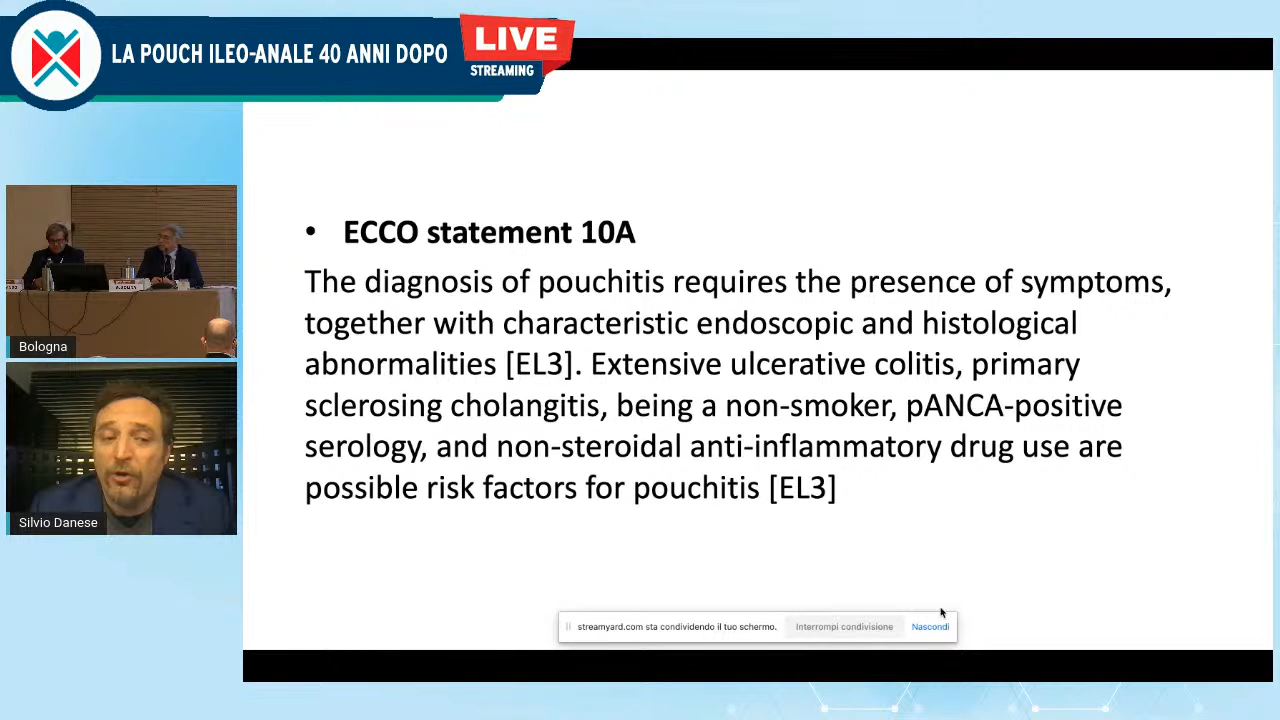 LA POUCH ILEO-ANALE 40 ANNI DOPO
LIVE
STREAMING
• ECCO statement 10A
The diagnosis of pouchitis requires the presence of symptoms,
together with characteristic endoscopic and histological
abnormalities [EL3]. Extensive ulcerative colitis, primary
sclerosing cholangitis, being a non-smoker, pANCA-positive
serology, and non-steroidal anti-inflammatory drug use are
possible risk factors for pouchitis [EL3]
Bologna
Silvio Danese
streamyard.com sta condividendo il tuo schermo.
Interrompi condivisione
Nascondi